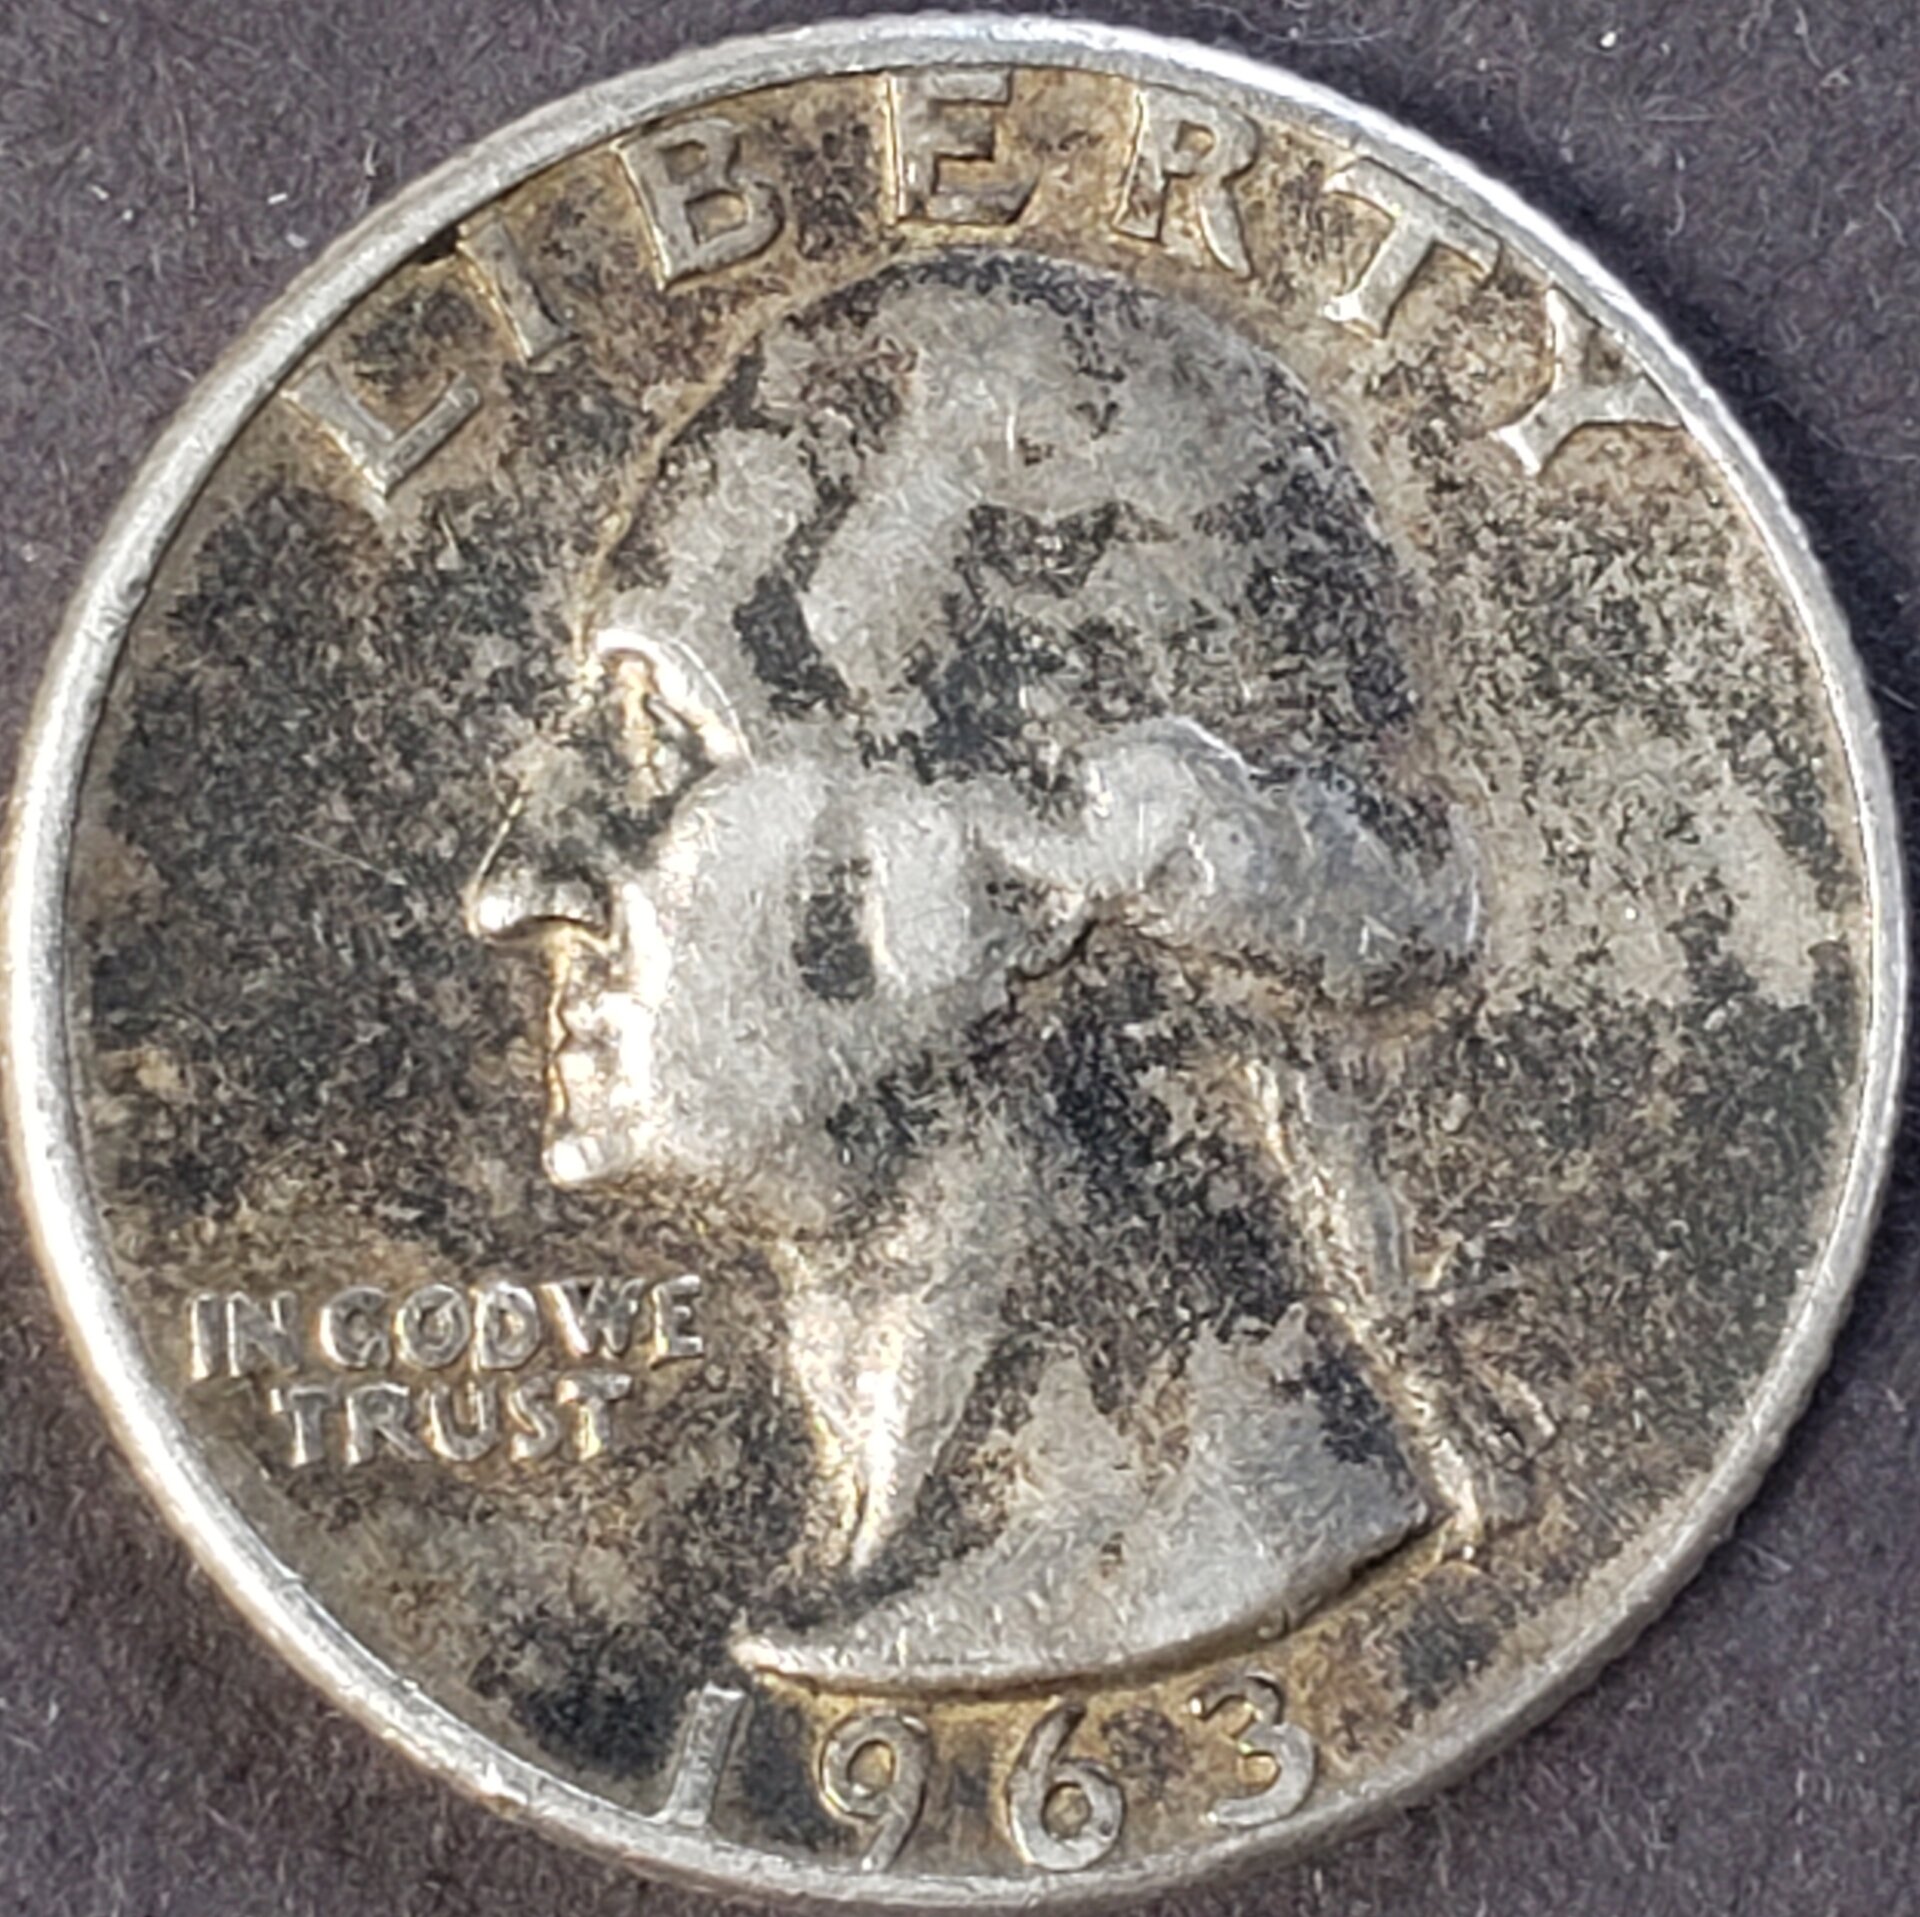 LIBERTY
IN GOD WE
TRUST
1963